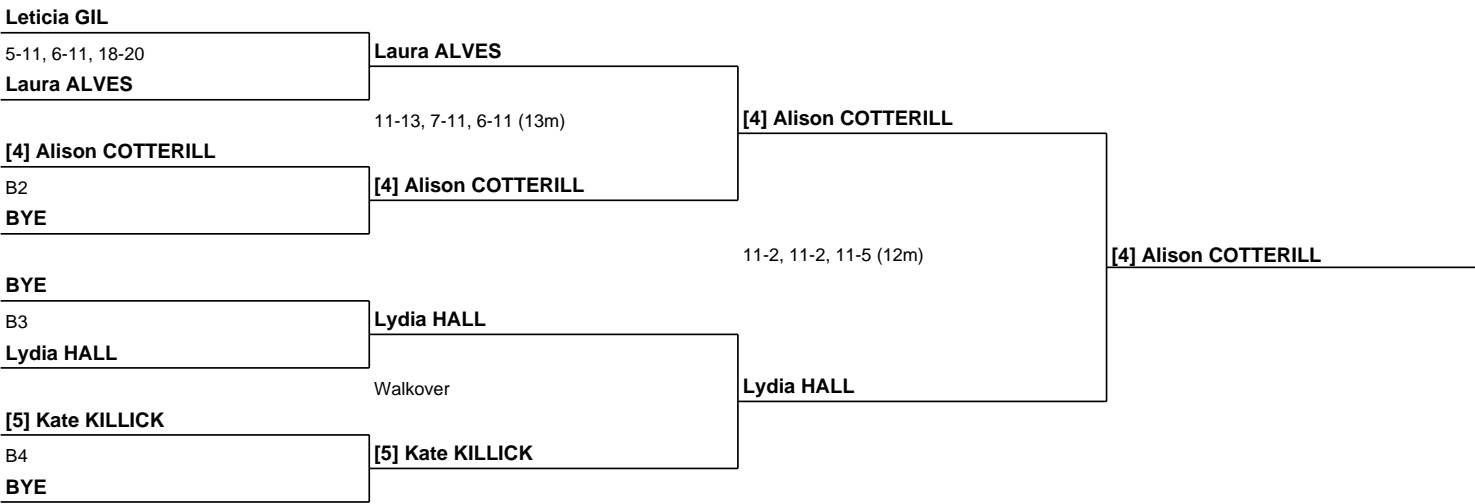 Leticia GIL
5-11, 6-11, 18-20
Laura ALVES
Laura ALVES
11-13, 7-11, 6-11 (13m)
[4] Alison COTTERILL
[4] Alison COTTERILL
B2
[4] Alison COTTERILL
BYE
11-2, 11-2, 11-5 (12m)
[4] Alison COTTERILL
BYE
B3
Lydia HALL
Lydia HALL
Walkover
Lydia HALL
[5] Kate KILLICK
B4
[5] Kate KILLICK
BYE